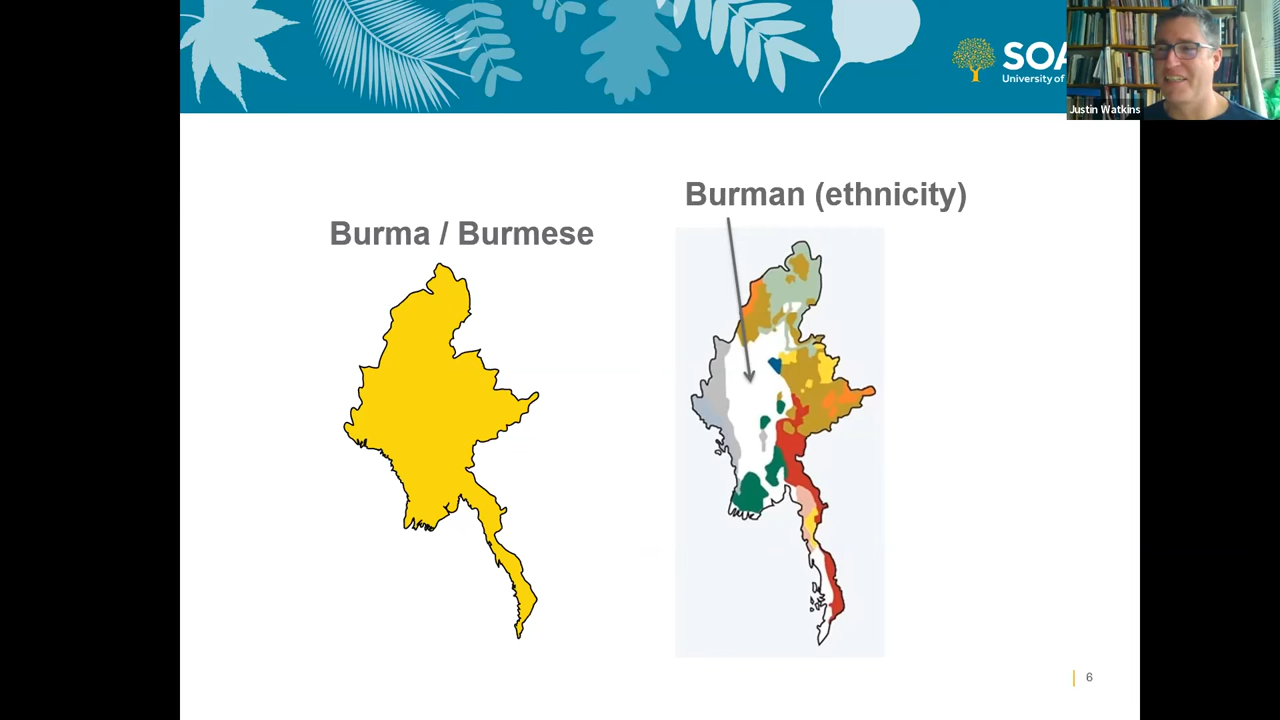 SOA
University of
Justin Watkins
Burman (ethnicity)
Burma / Burmese
6